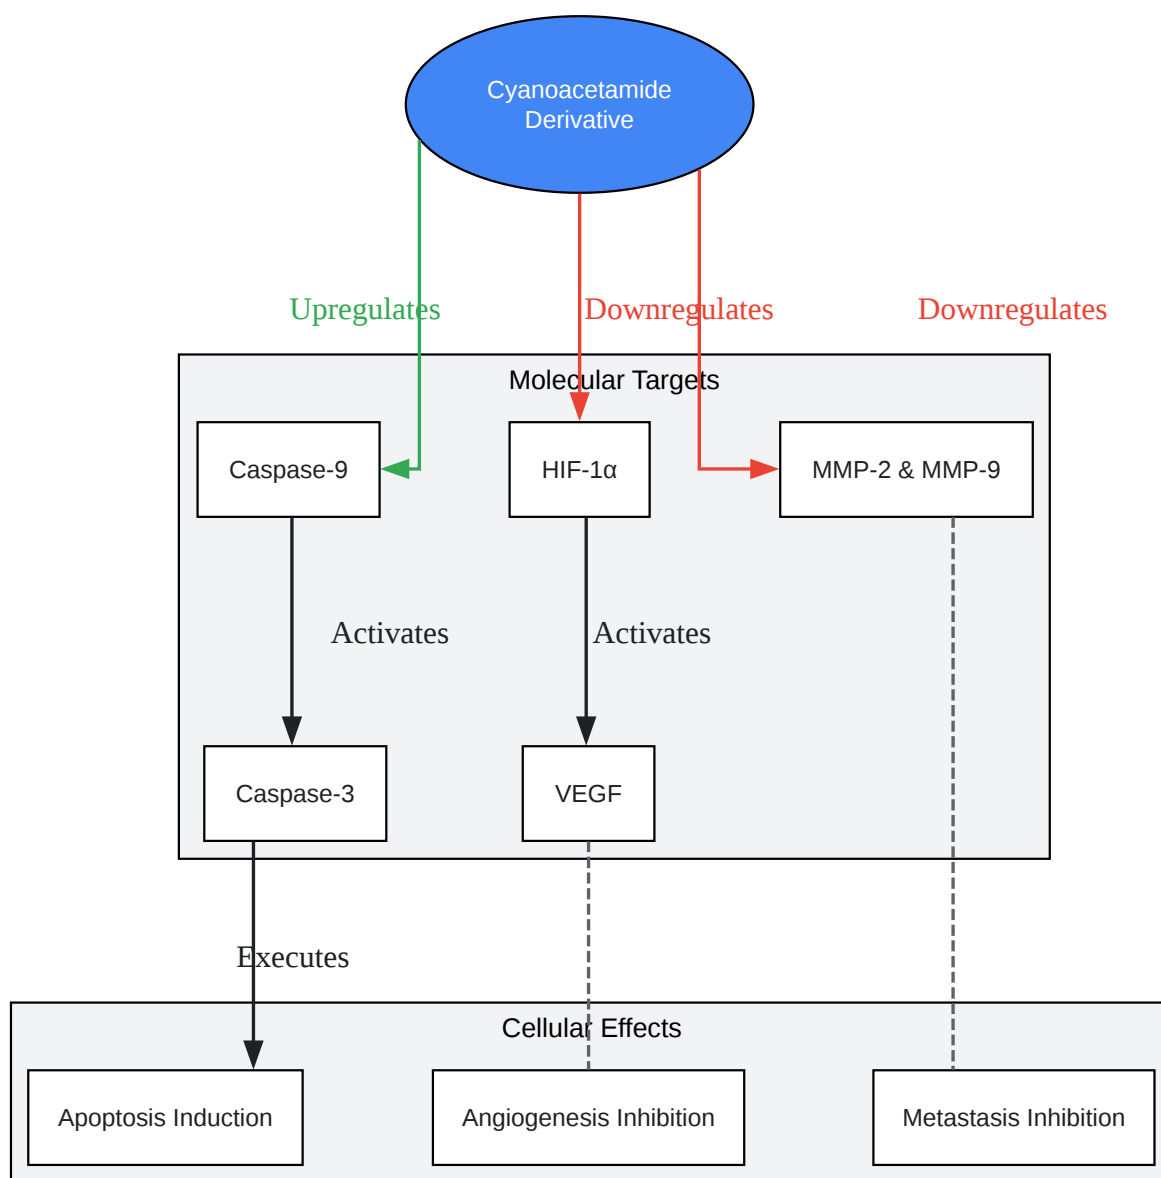 Cyanoacetamide
Derivative
Upregulates
Downregulates
Downregulates
Molecular Targets
Caspase-9
HIF-1α
MMP-2 & MMP-9
Activates
Activates
Caspase-3
VEGF
Executes
Cellular Effects
Apoptosis Induction
Angiogenesis Inhibition
Metastasis Inhibition